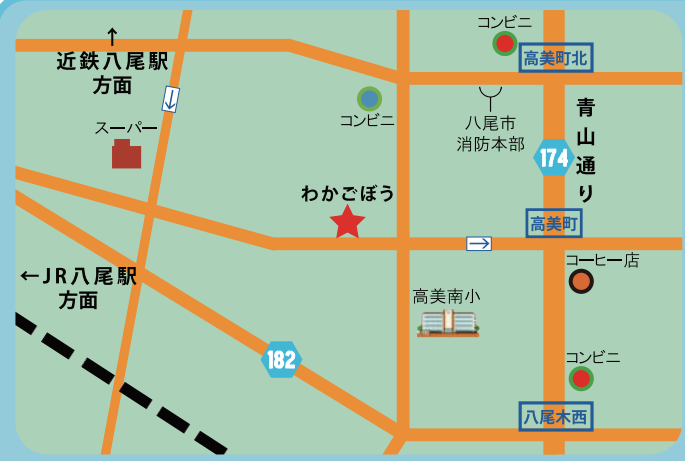 コンビニ
↑
近鉄八尾駅
方面
高美町北
スーパー
コンビニ
八尾市
消防本部
青山通り
174
わかごぼう
高美町
←JR八尾駅
方面
コーヒー店
高美南小
182
コンビニ
八尾木西